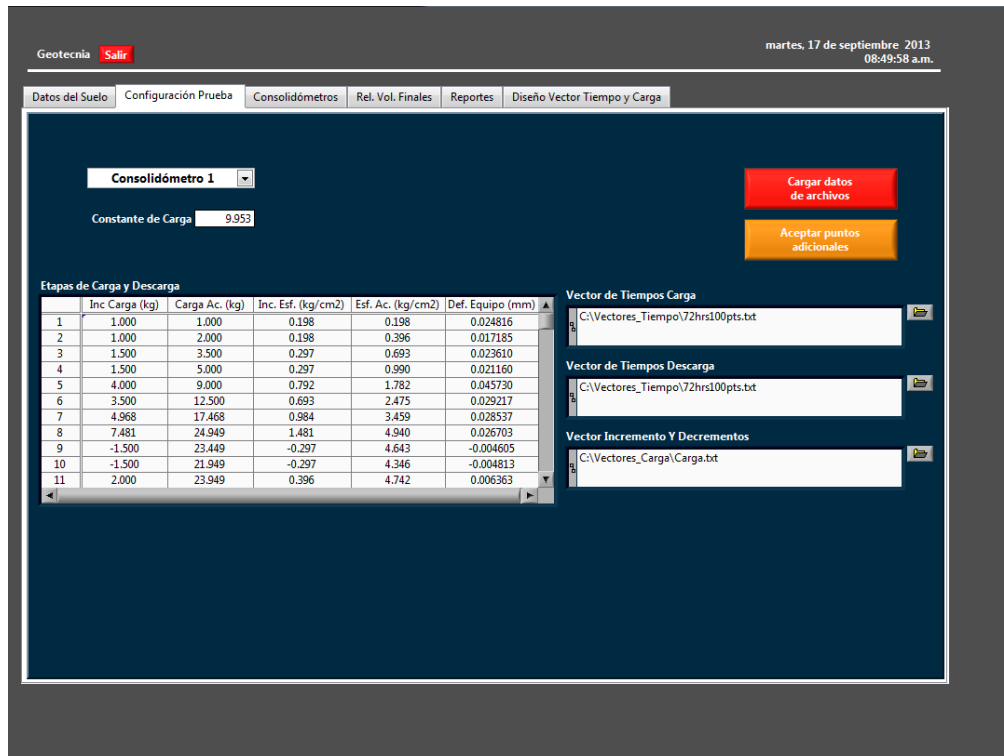 Geotecnia Salir
martes, 17 de septiembre 2013
08:49:58 a.m.
Datos del Suelo Configuración Prueba Consolidómetros Rel. Vol. Finales Reportes Diseño Vector Tiempo y Carga
Consolidómetro 1
Constante de Carga 9.953
Cargar datos
de archivos
Aceptar puntos
adicionales
Etapas de Carga y Descarga
Inc Carga (kg) Carga Ac. (kg) Inc. Esf. (kg/cm2) Esf. Ac. (kg/cm2) Def. Equipo (mm)
1 1.000 1.000 0.198 0.198 0.024816
2 1.000 2.000 0.198 0.396 0.017185
3 1.500 3.500 0.297 0.693 0.023610
4 1.500 5.000 0.297 0.990 0.021160
5 4.000 9.000 0.792 1.782 0.045730
6 3.500 12.500 0.693 2.475 0.029217
7 4.968 17.468 0.984 3.459 0.028537
8 7.481 24.949 1.481 4.940 0.026703
9 -1.500 23.449 -0.297 4.643 -0.004605
10 -1.500 21.949 -0.297 4.346 -0.004813
11 2.000 23.949 0.396 4.742 0.006363
Vector de Tiempos Carga
C:\Vectores_Tiempo\72hrs100pts.txt
Vector de Tiempos Descarga
C:\Vectores_Tiempo\72hrs100pts.txt
Vector Incremento Y Decrementos
C:\Vectores_Carga\Carga.txt